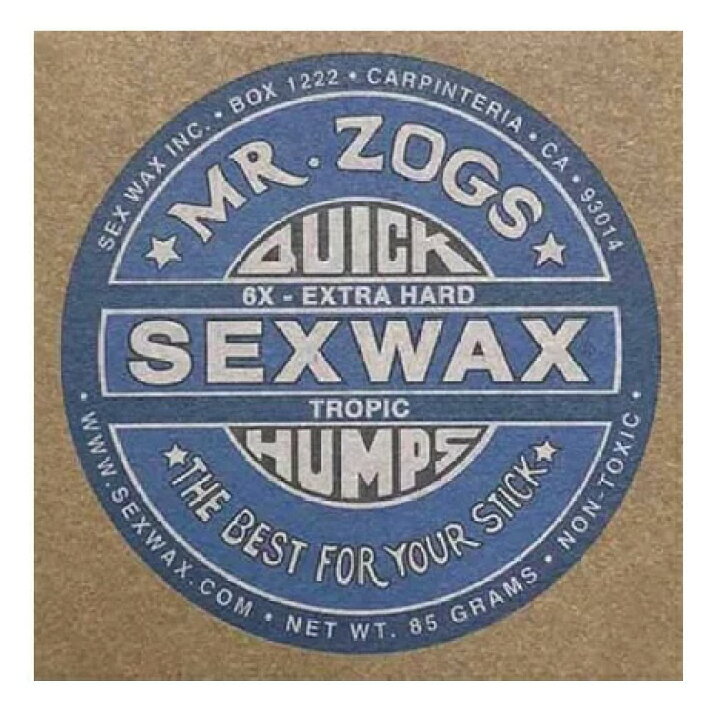 SEX WAX INC. • BOX 1222 • CARPINTERIA • CA • 93014
MR. ZOGS
QUICK
6X - EXTRA HARD
SEXWAX®
TROPIC
HUMPS
THE BEST FOR YOUR STICK
• WWW.SEXWAX.COM • NET WT. 85 GRAMS • NON-TOXIC •